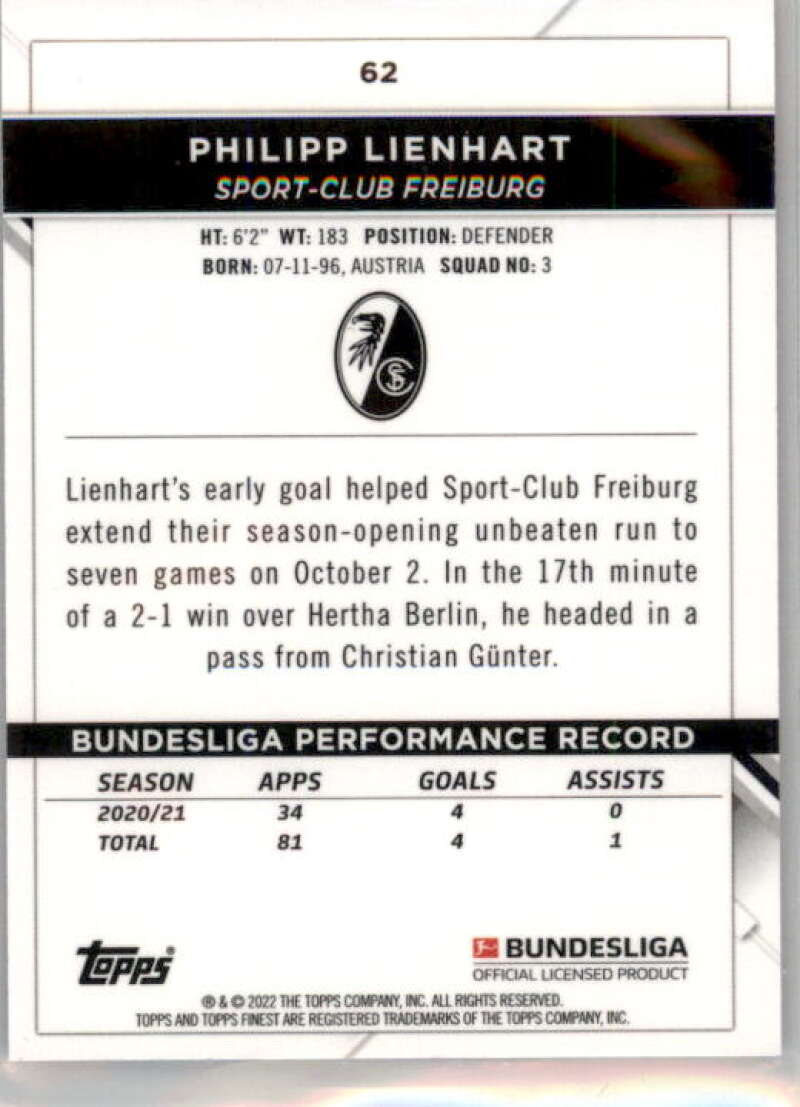 62
PHILIPP LIENHART
SPORT-CLUB FREIBURG
HT: 6'2" WT: 183 POSITION: DEFENDER
BORN: 07-11-96, AUSTRIA SQUAD NO: 3
SC
Lienhart's early goal helped Sport-Club Freiburg
extend their season-opening unbeaten run to
seven games on October 2. In the 17th minute
of a 2-1 win over Hertha Berlin, he headed in a
pass from Christian Günter.
BUNDESLIGA PERFORMANCE RECORD
SEASON APPS GOALS ASSISTS
2020/21 34 4 0
TOTAL 81 4 1
topps®
BUNDESLIGA
OFFICIAL LICENSED PRODUCT
® & © 2022 THE TOPPS COMPANY, INC. ALL RIGHTS RESERVED.
TOPPS AND TOPPS FINEST ARE REGISTERED TRADEMARKS OF THE TOPPS COMPANY, INC.